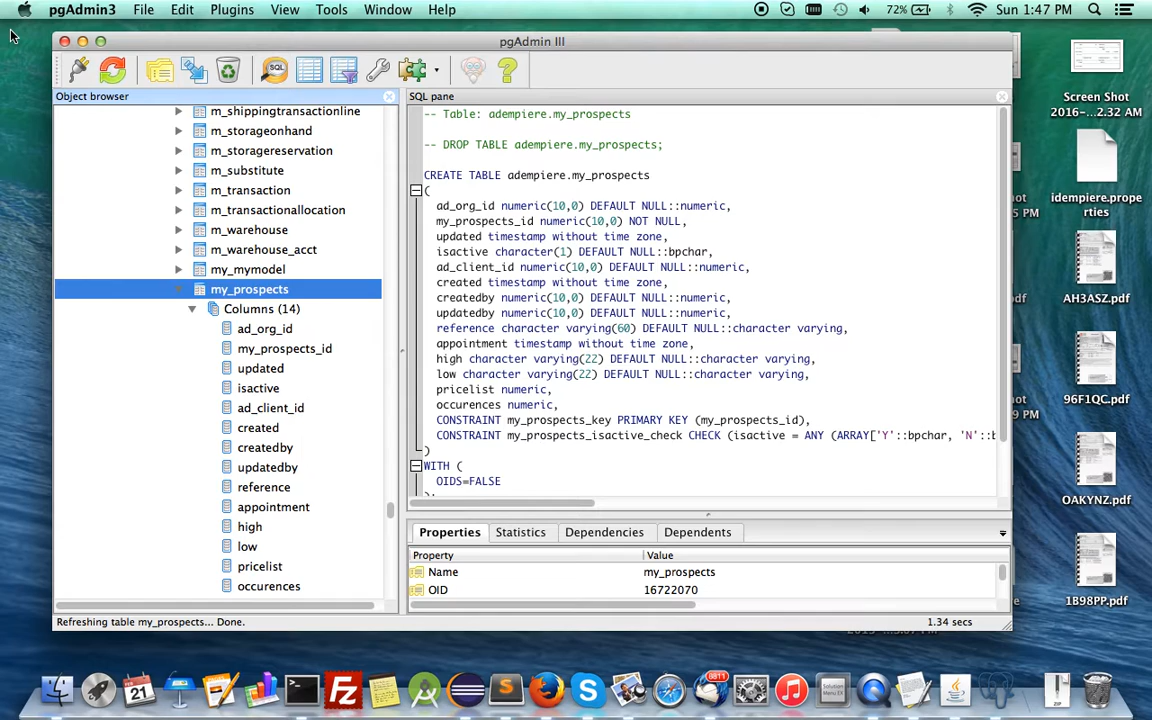 pgAdmin3 File Edit Plugins View Tools Window Help 72% Sun 1:47 PM
pgAdmin III
SQL
Object browser
SQL pane
m_shippingtransactionline
m_storageonhand
m_storagereservation
m_substitute
m_transaction
m_transactionallocation
m_warehouse
m_warehouse_acct
my_mymodel
my_prospects
Columns (14)
ad_org_id
my_prospects_id
updated
isactive
ad_client_id
created
createdby
updatedby
reference
appointment
high
low
pricelist
occurences
-- Table: adempiere.my_prospects
-- DROP TABLE adempiere.my_prospects;
CREATE TABLE adempiere.my_prospects
(
ad_org_id numeric(10,0) DEFAULT NULL::numeric,
my_prospects_id numeric(10,0) NOT NULL,
updated timestamp without time zone,
isactive character(1) DEFAULT NULL::bpchar,
ad_client_id numeric(10,0) DEFAULT NULL::numeric,
created timestamp without time zone,
createdby numeric(10,0) DEFAULT NULL::numeric,
updatedby numeric(10,0) DEFAULT NULL::numeric,
reference character varying(60) DEFAULT NULL::character varying,
appointment timestamp without time zone,
high character varying(22) DEFAULT NULL::character varying,
low character varying(22) DEFAULT NULL::character varying,
pricelist numeric,
occurences numeric,
CONSTRAINT my_prospects_key PRIMARY KEY (my_prospects_id),
CONSTRAINT my_prospects_isactive_check CHECK (isactive = ANY (ARRAY['Y'::bpchar, 'N'::b
)
WITH (
OIDS=FALSE
Properties Statistics Dependencies Dependents
Property Value
Name my_prospects
OID 16722070
Refreshing table my_prospects... Done. 1.34 secs
Screen Shot
2016-...2.32 AM
idempiere.prope
rties
AH3ASZ.pdf
96F1QC.pdf
OAKYNZ.pdf
1B98PP.pdf
FEB
21
9811
ZIP